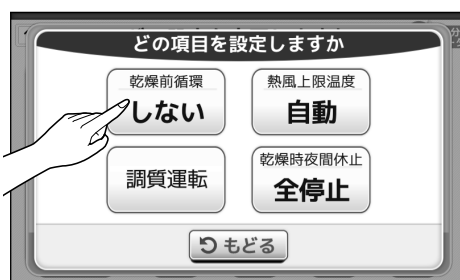 どの項目を設定しますか
乾燥前循環
しない
熱風上限温度
自動
調質運転
乾燥時夜間休止
全停止
もどる